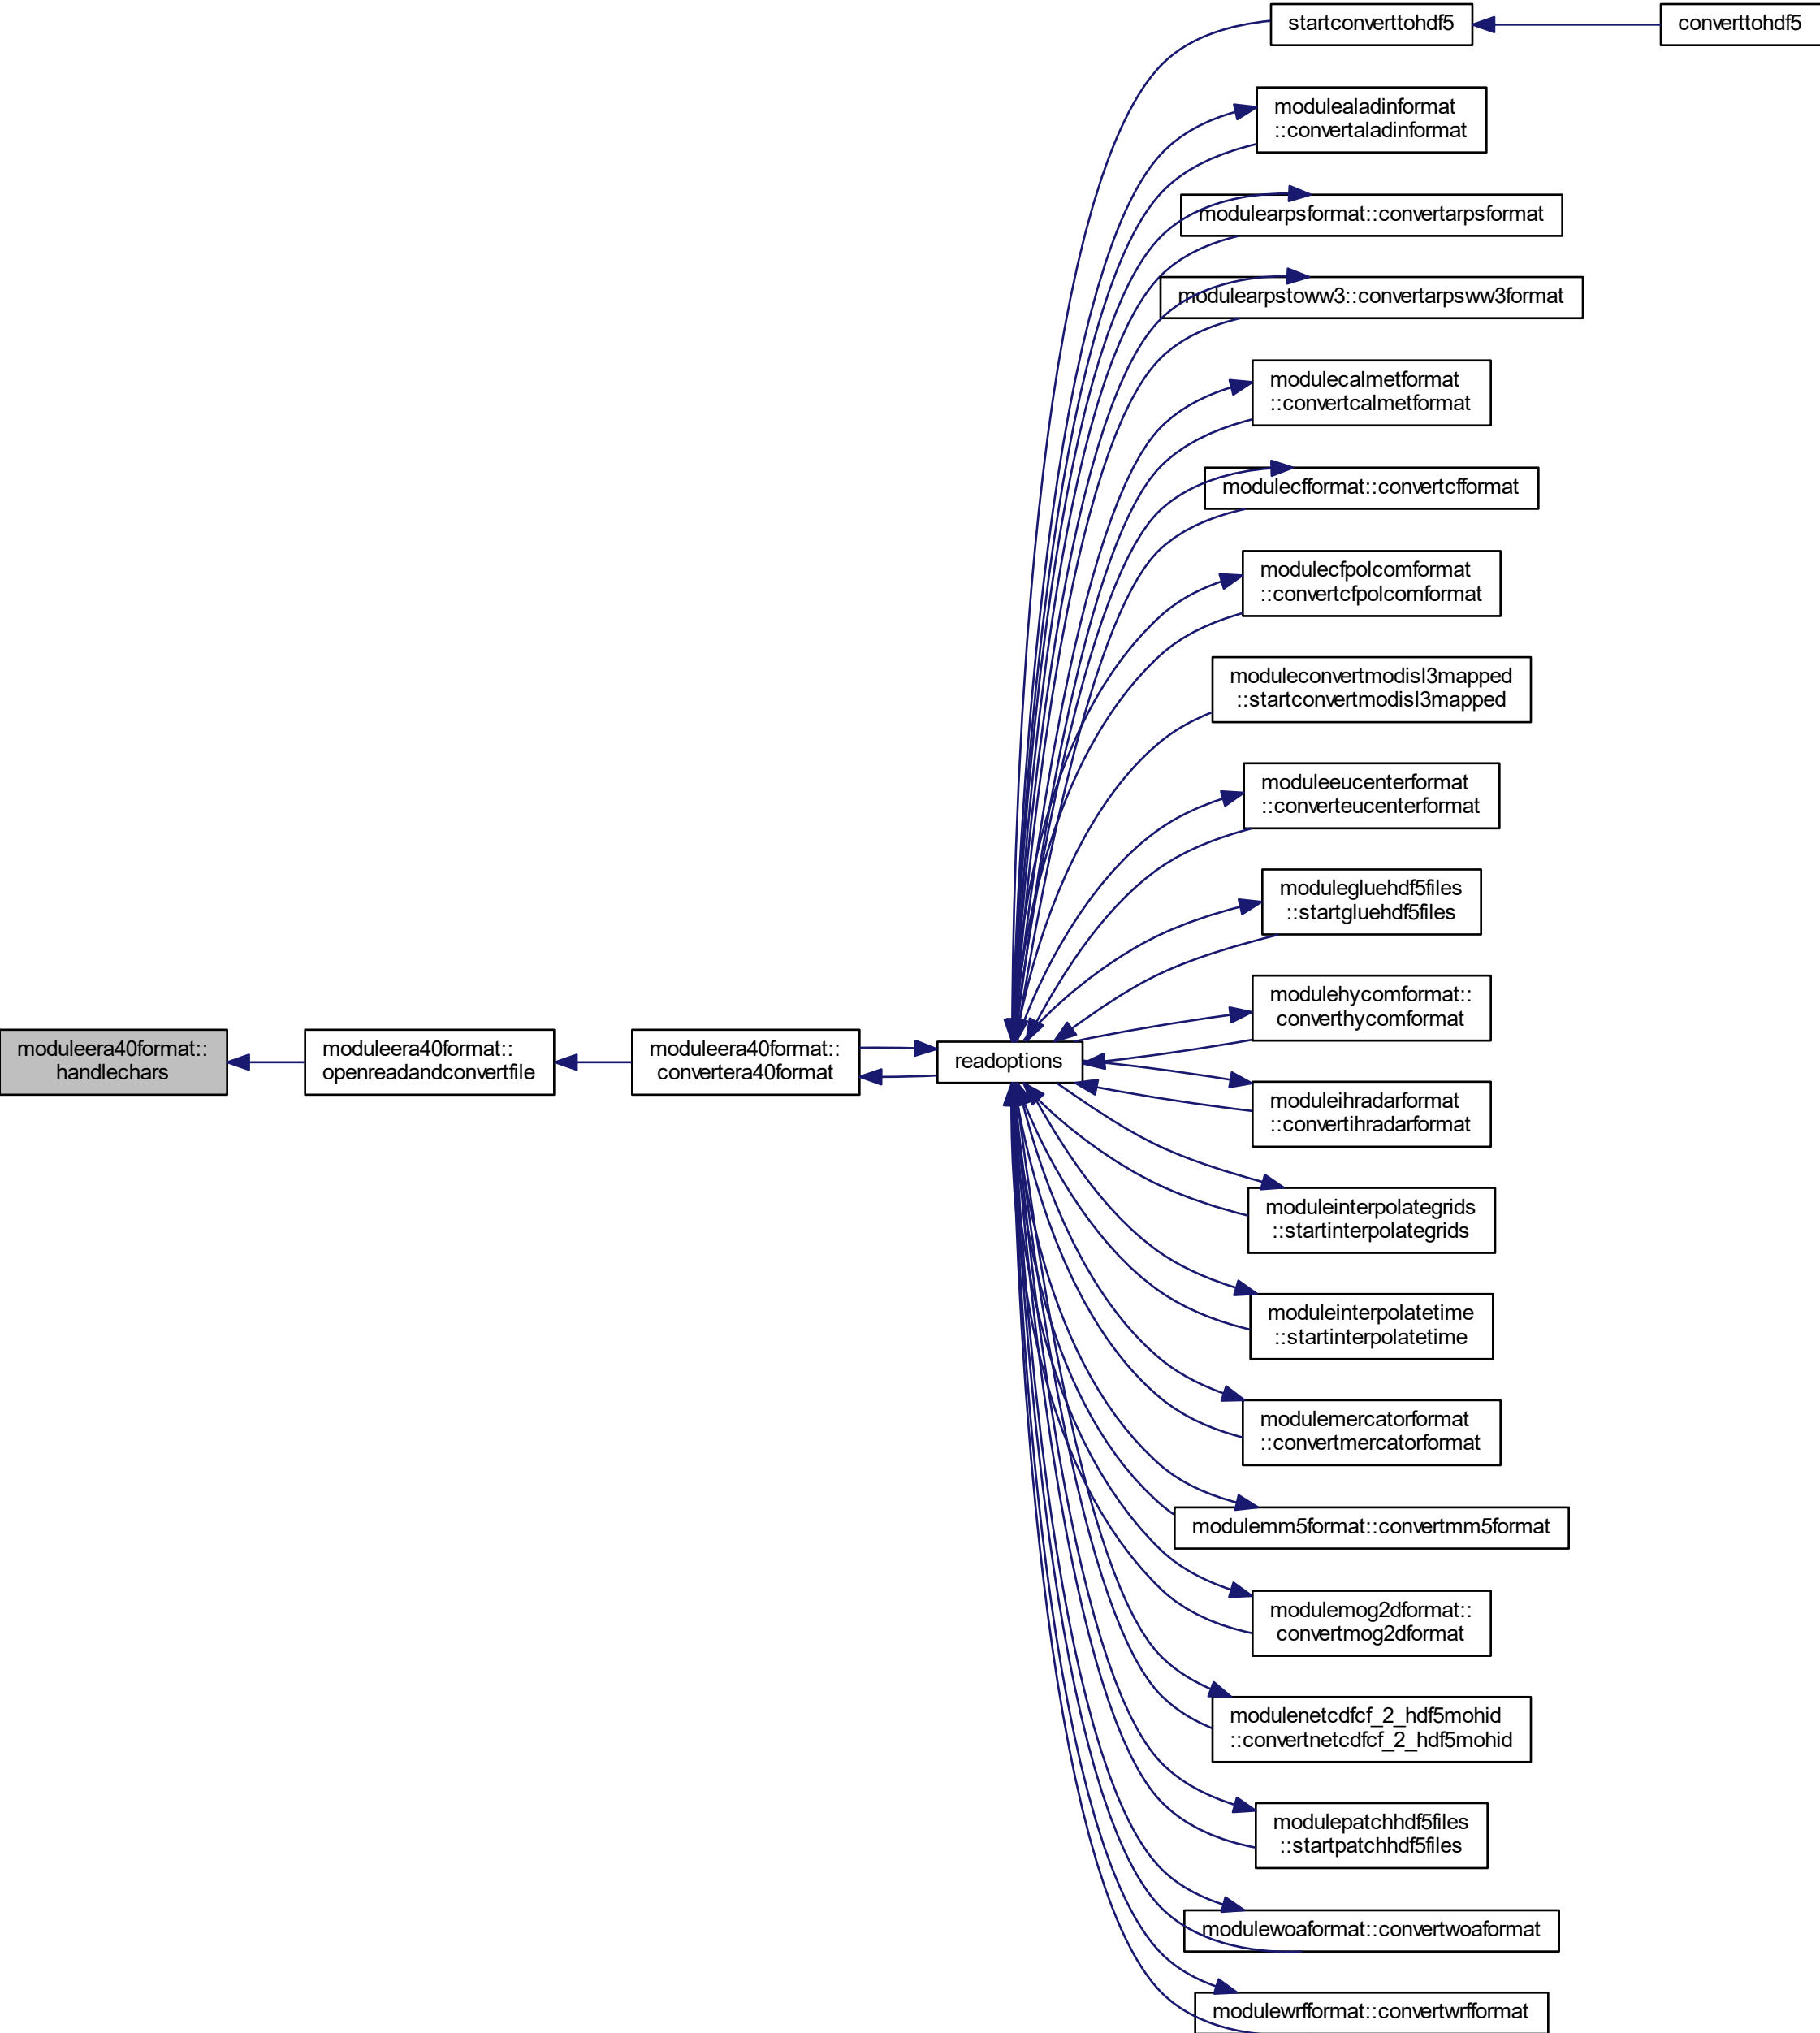 startconverttohdf5
converttohdf5
modulealadinformat
::convertaladinformat
modulearpsformat::convertarpsformat
modulearpstoww3::convertarpsww3format
modulecalmetformat
::convertcalmetformat
modulecfformat::convertcfformat
modulecfpolcomformat
::convertcfpolcomformat
moduleconvertmodisl3mapped
::startconvertmodisl3mapped
moduleeucenterformat
::converteucenterformat
modulegluehdf5files
::startgluehdf5files
modulehycomformat::
converthycomformat
moduleera40format::
handlechars
moduleera40format::
openreadandconvertfile
moduleera40format::
convertera40format
readoptions
moduleihradarformat
::convertihradarformat
moduleinterpolategrids
::startinterpolategrids
moduleinterpolatetime
::startinterpolatetime
modulemercatorformat
::convertmercatorformat
modulemm5format::convertmm5format
modulemog2dformat::
convertmog2dformat
modulenetcdfcf_2_hdf5mohid
::convertnetcdfcf_2_hdf5mohid
modulepatchhdf5files
::startpatchhdf5files
modulewoaformat::convertwoaformat
modulewrfformat::convertwrfformat